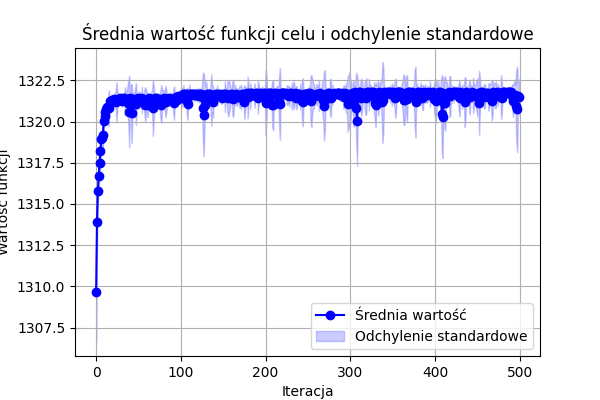 Średnia wartość funkcji celu i odchylenie standardowe
1322.5
1320.0
1317.5
1315.0
1312.5
1310.0
1307.5
Wartość funkcji
Średnia wartość
Odchylenie standardowe
0 100 200 300 400 500
Iteracja